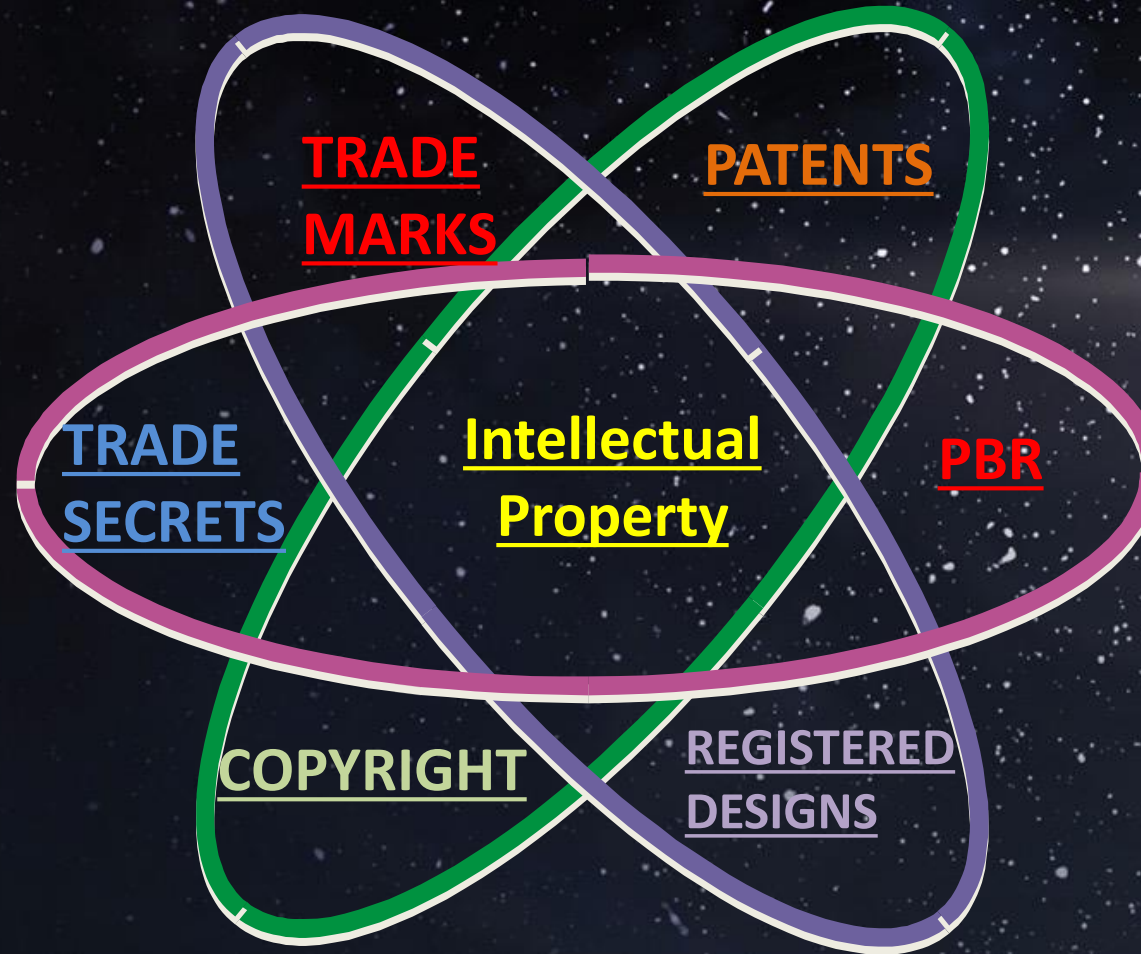 TRADE
MARKS
PATENTS
TRADE
SECRETS
Intellectual
Property
PBR
COPYRIGHT
REGISTERED
DESIGNS